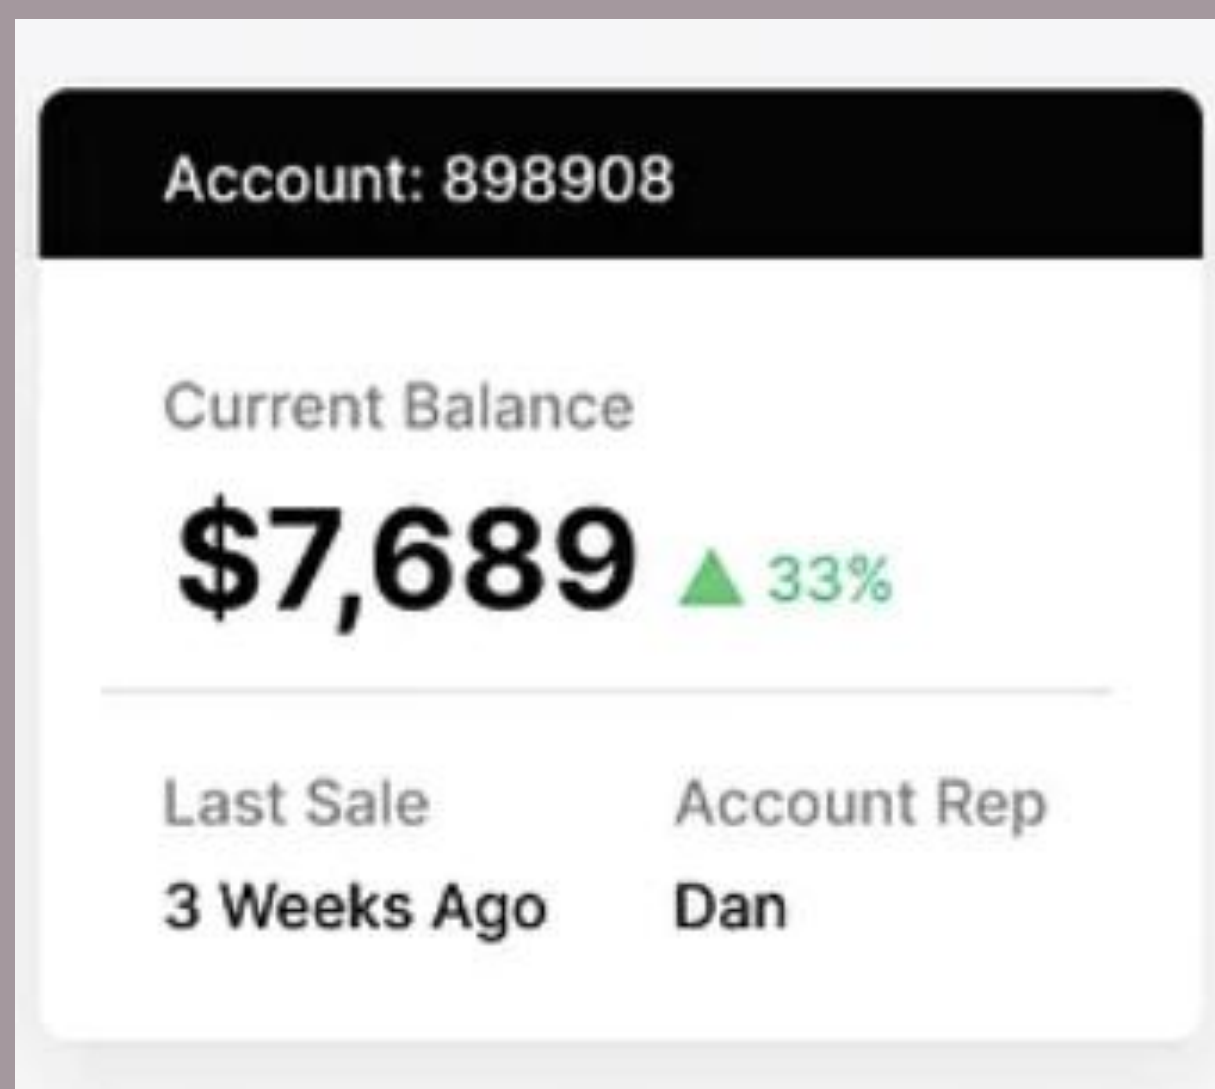 Account: 898908
Current Balance
$7,689 ▲ 33%
Last Sale
Account Rep
3 Weeks Ago
Dan